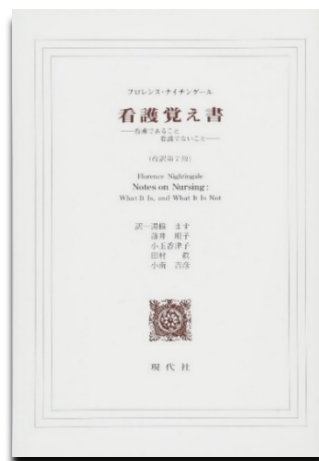 フロレンス・ナイチンゲール
看護覚え書
——看護であること
看護でないこと——
(改訳第7版)
Florence Nightingale
Notes on Nursing:
What It Is, and What It Is Not
訳—湯槇 ます
薄井 坦子
小玉香津子
田村 眞
小南 吉彦
現代社